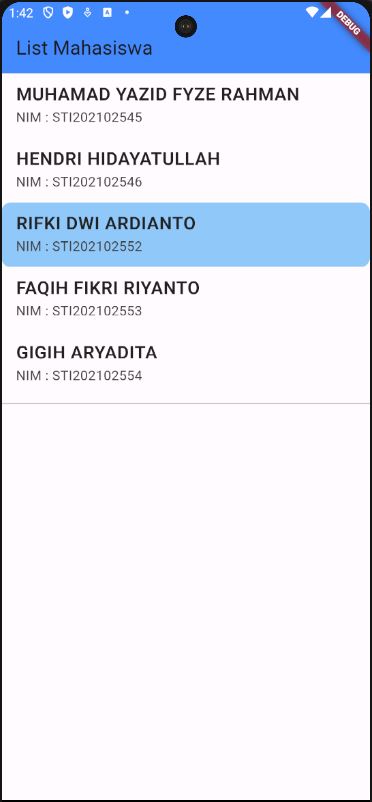 1:42
DEBUG
List Mahasiswa
MUHAMAD YAZID FYZE RAHMAN
NIM : STI202102545
HENDRI HIDAYATULLAH
NIM : STI202102546
RIFKI DWI ARDIANTO
NIM : STI202102552
FAQIH FIKRI RIYANTO
NIM : STI202102553
GIGIH ARYADITA
NIM : STI202102554